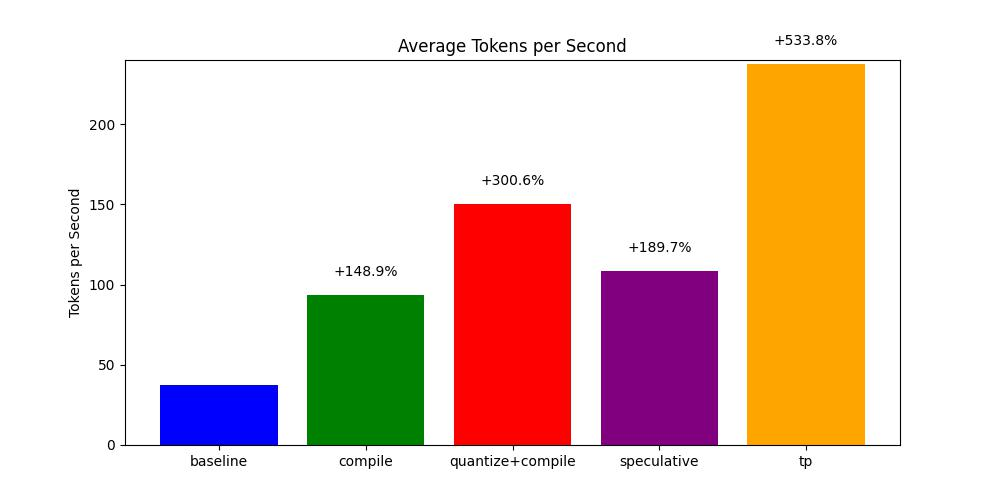 Average Tokens per Second
+533.8%
+300.6%
+189.7%
+148.9%
Tokens per Second
200
150
100
50
0
baseline
compile
quantize+compile
speculative
tp